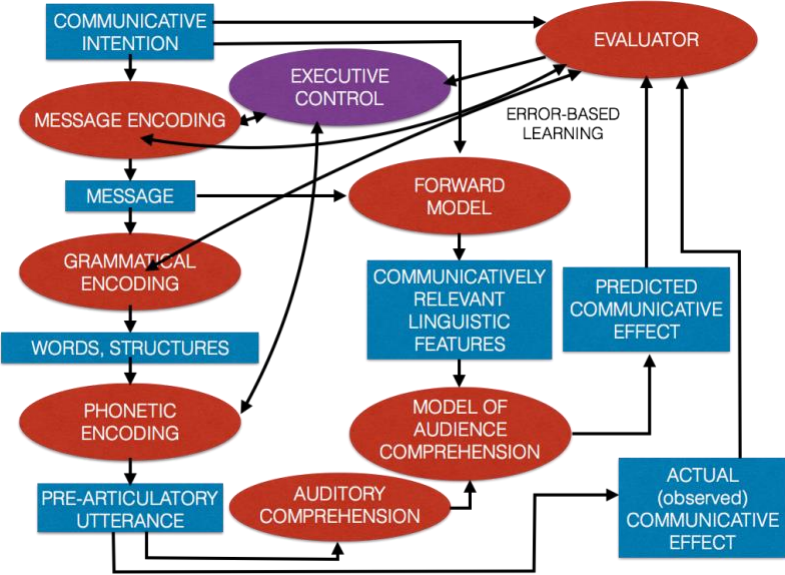 COMMUNICATIVE
INTENTION
EVALUATOR
EXECUTIVE
CONTROL
MESSAGE ENCODING
ERROR-BASED
LEARNING
MESSAGE
FORWARD
MODEL
GRAMMATICAL
ENCODING
COMMUNICATIVELY
RELEVANT
LINGUISTIC
FEATURES
PREDICTED
COMMUNICATIVE
EFFECT
WORDS, STRUCTURES
PHONETIC
ENCODING
MODEL OF
AUDIENCE
COMPREHENSION
PRE-ARTICULATORY
UTTERANCE
AUDITORY
COMPREHENSION
ACTUAL
(observed)
COMMUNICATIVE
EFFECT